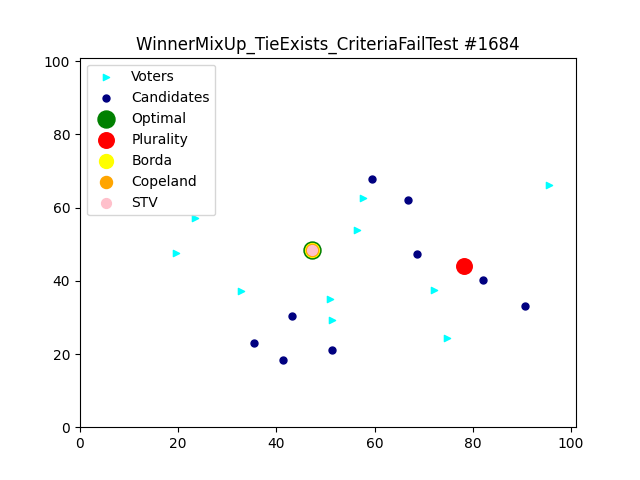 WinnerMixUp_TieExists_CriteriaFailTest #1684
100
80
60
40
20
0
Voters
Candidates
Optimal
Plurality
Borda
Copeland
STV
0 20 40 60 80 100